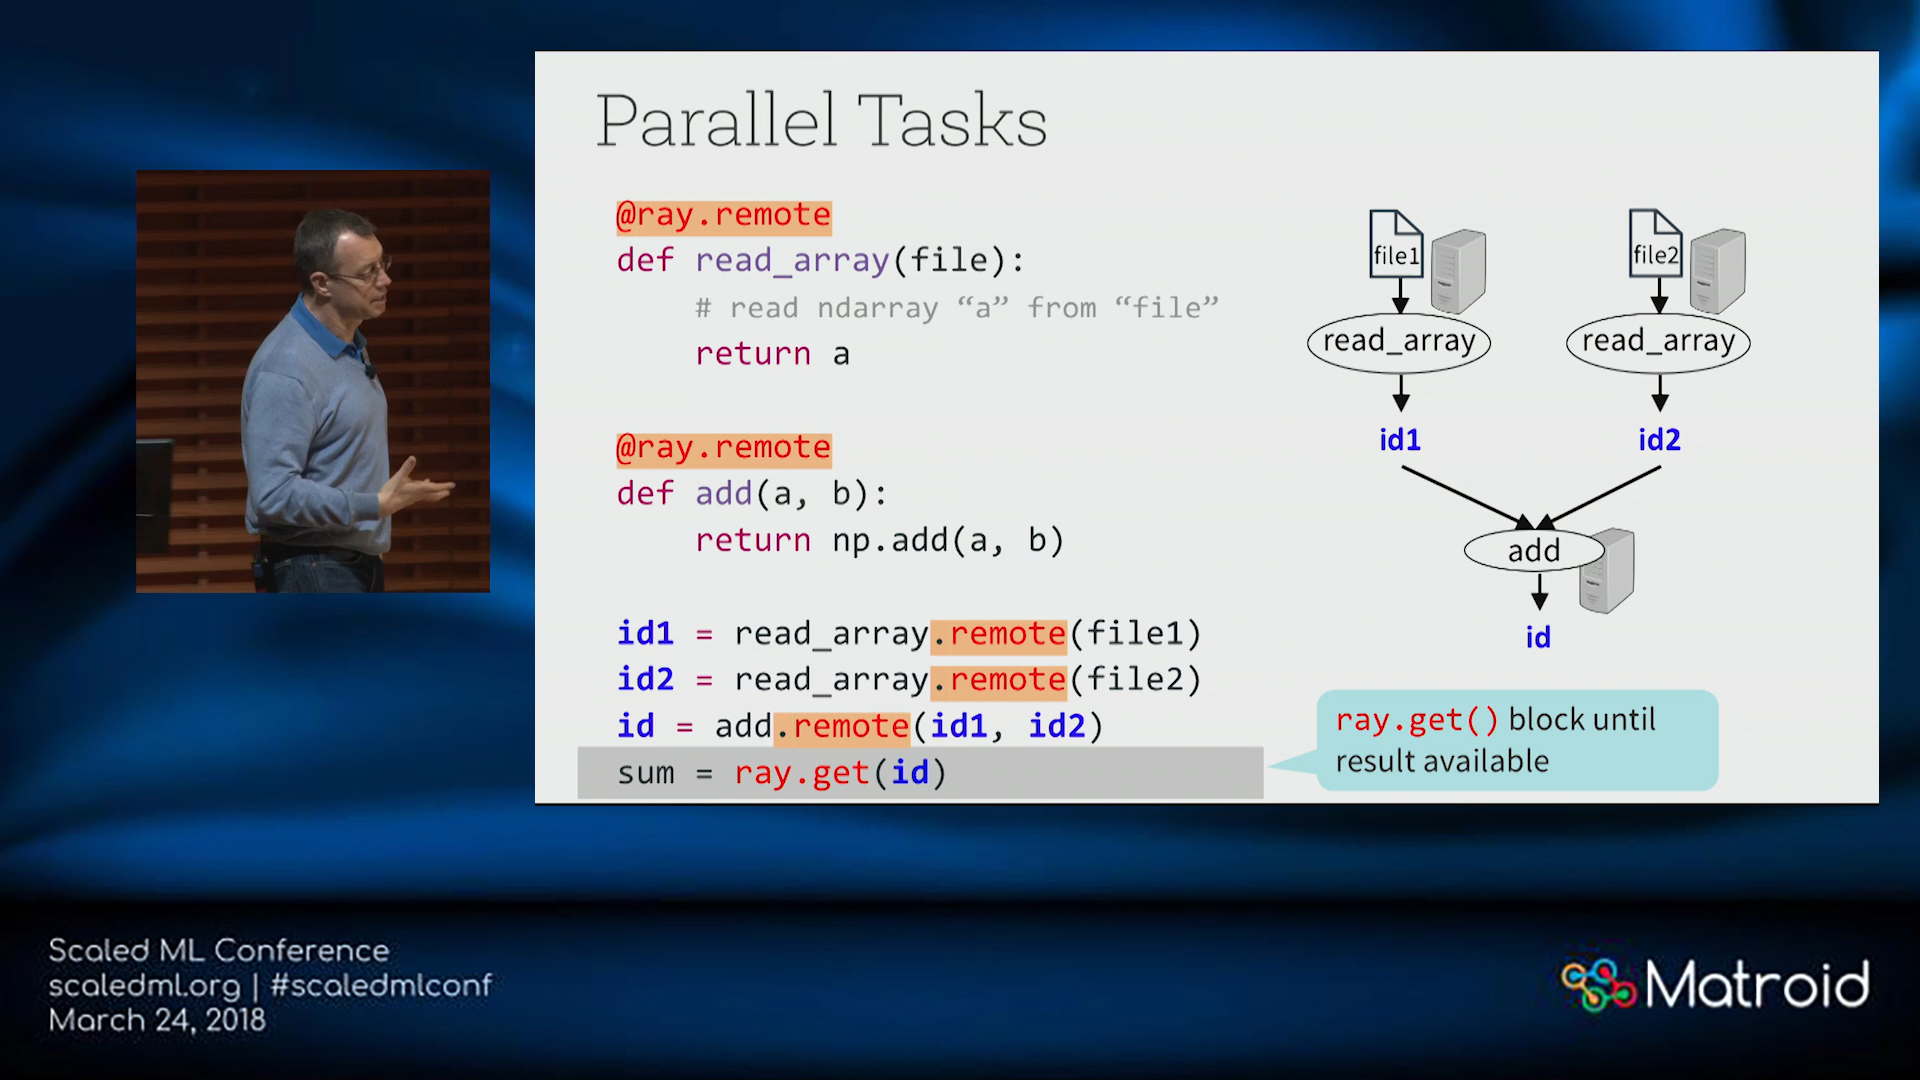 Parallel Tasks
@ray.remote
def read_array(file):
# read ndarray “a” from “file”
return a
@ray.remote
def add(a, b):
return np.add(a, b)
id1 = read_array.remote(file1)
id2 = read_array.remote(file2)
id = add.remote(id1, id2)
sum = ray.get(id)
file1
file2
read_array
read_array
id1
id2
add
id
ray.get() block until
result available
Scaled ML Conference
scaledml.org | #scaledmlconf
March 24, 2018
Matroid